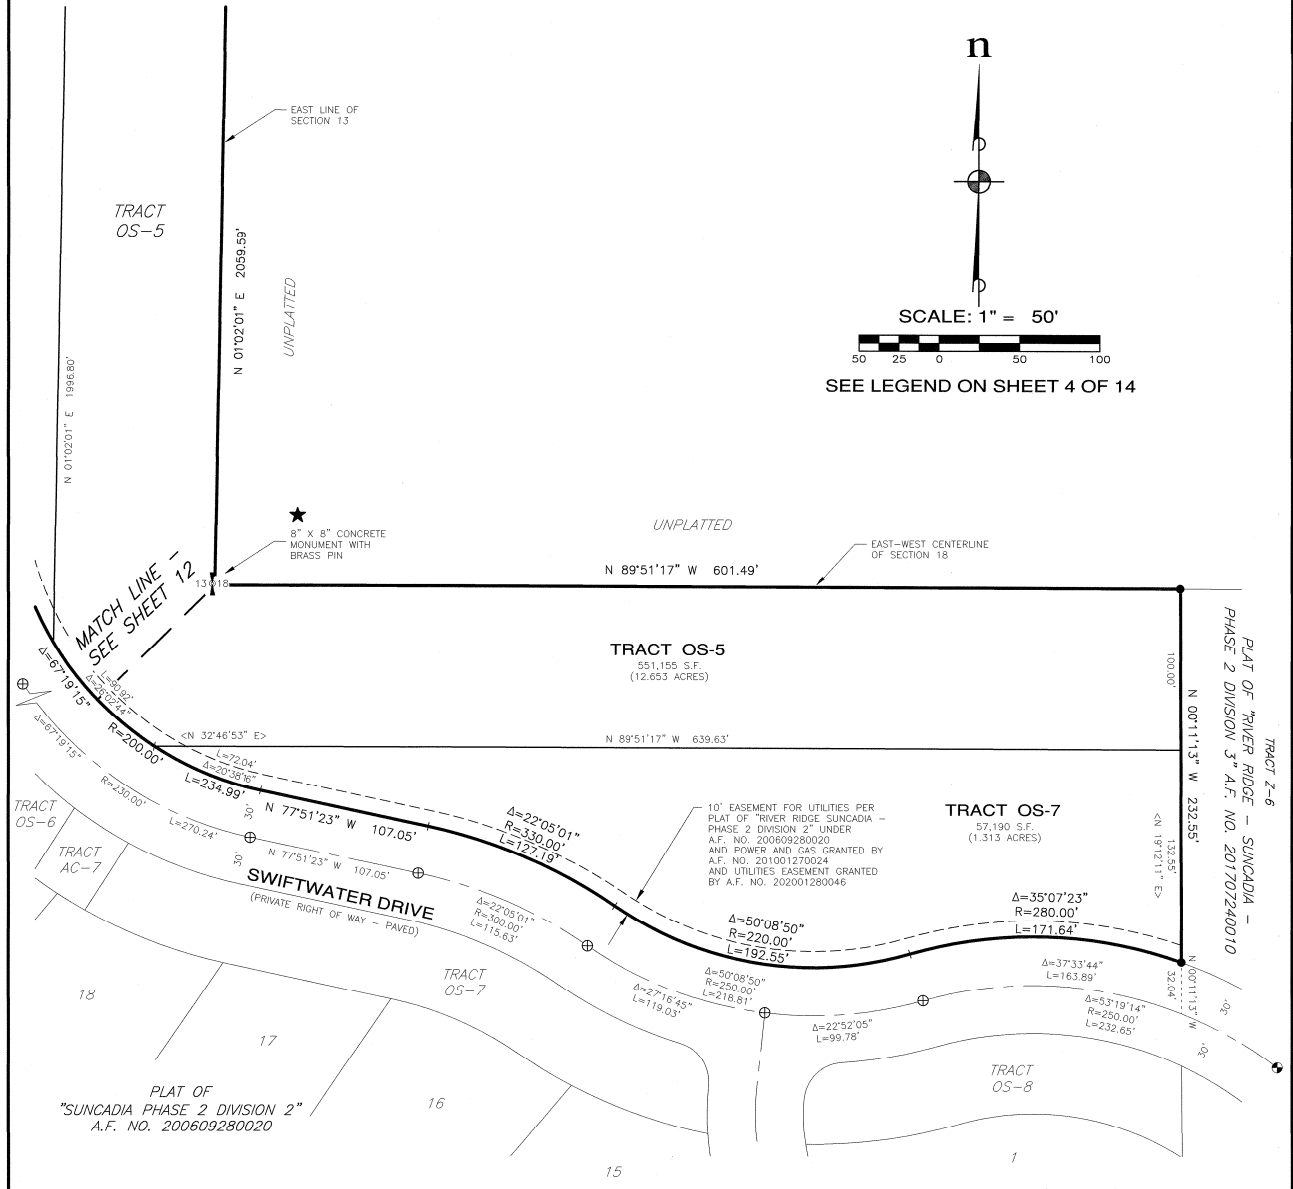 n
SCALE: 1" = 50'
50 25 0 50 100
SEE LEGEND ON SHEET 4 OF 14
EAST LINE OF
SECTION 13
TRACT
OS-5
N 01°02'01" E 2059.59'
UNPLATTED
N 01°02'01" E 1996.80'
8" X 8" CONCRETE
MONUMENT WITH
BRASS PIN
13 18
MATCH LINE
SEE SHEET 12
UNPLATTED
EAST-WEST CENTERLINE
OF SECTION 18
N 89°51'17" W 601.49'
TRACT OS-5
551,155 S.F.
(12.653 ACRES)
100.00'
N 00°11'13" W 232.55'
PLAT OF "RIVER RIDGE - SUNCADIA -
PHASE 2 DIVISION 3" A.F. NO. 201707240010
TRACT Z-6
Δ=67°19'15"
R=200.00'
L=234.99'
L=90.92'
Δ=26°02'44"
<N 32°46'53" E>
N 89°51'17" W 639.63'
L=72.04'
Δ=20°38'16"
Δ=67°19'15"
R=230.00'
L=270.24'
30'
30'
N 77°51'23" W 107.05'
N 77°51'23" W 107.05'
SWIFTWATER DRIVE
(PRIVATE RIGHT OF WAY - PAVED)
Δ=22°05'01"
R=330.00'
L=127.19'
10' EASEMENT FOR UTILITIES PER
PLAT OF "RIVER RIDGE SUNCADIA -
PHASE 2 DIVISION 2" UNDER
A.F. NO. 200609280020
AND POWER AND GAS GRANTED BY
A.F. NO. 201001270024
AND UTILITIES EASEMENT GRANTED
BY A.F. NO. 202001280046
TRACT OS-7
57,190 S.F.
(1.313 ACRES)
132.55'
<N 19°12'11" E>
Δ=22°05'01"
R=300.00'
L=115.63'
Δ=50°08'50"
R=220.00'
L=192.55'
Δ=35°07'23"
R=280.00'
L=171.64'
Δ=50°08'50"
R=250.00'
L=218.81'
Δ=27°16'45"
L=119.03'
Δ=22°52'05"
L=99.78'
Δ=37°33'44"
L=163.89'
Δ=53°19'14"
R=250.00'
L=232.65'
N 00°11'13" W
32.04'
30'
30'
TRACT
OS-6
TRACT
AC-7
TRACT
OS-7
TRACT
OS-8
18
17
16
15
1
PLAT OF
"SUNCADIA PHASE 2 DIVISION 2"
A.F. NO. 200609280020